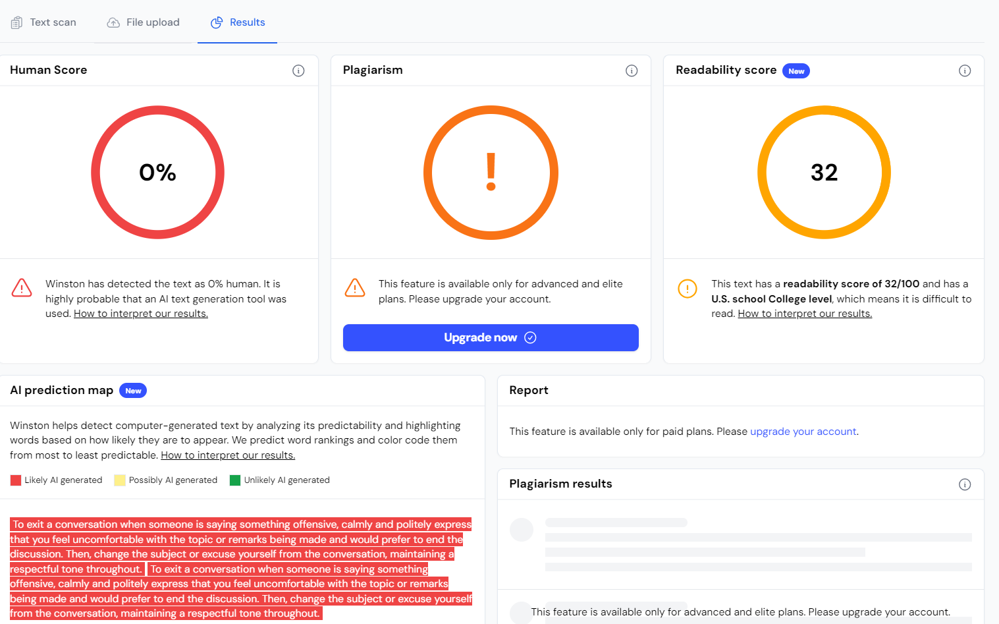 Text scan
File upload
Results
Human Score
Plagiarism
Readability score New
0%
!
32
Winston has detected the text as 0% human. It is
highly probable that an AI text generation tool was
used. How to interpret our results.
This feature is available only for advanced and elite
plans. Please upgrade your account.
Upgrade now
This text has a readability score of 32/100 and has a
U.S. school College level, which means it is difficult to
read. How to interpret our results.
AI prediction map New
Winston helps detect computer-generated text by analyzing its predictability and highlighting
words based on how likely they are to appear. We predict word rankings and color code them
from most to least predictable. How to interpret our results.
Likely AI generated
Possibly AI generated
Unlikely AI generated
To exit a conversation when someone is saying something offensive, calmly and politely express
that you feel uncomfortable with the topic or remarks being made and would prefer to end the
discussion. Then, change the subject or excuse yourself from the conversation, maintaining a
respectful tone throughout. To exit a conversation when someone is saying something
offensive, calmly and politely express that you feel uncomfortable with the topic or remarks
being made and would prefer to end the discussion. Then, change the subject or excuse yourself
from the conversation, maintaining a respectful tone throughout.
Report
This feature is available only for paid plans. Please upgrade your account.
Plagiarism results
This feature is available only for advanced and elite plans. Please upgrade your account.